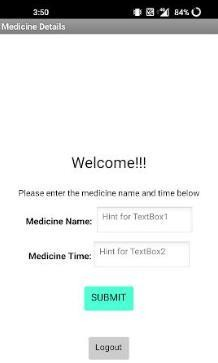 3:50 84%
Medicine Details
Welcome!!!
Please enter the medicine name and time below
Medicine Name: Hint for TextBox1
Medicine Time: Hint for TextBox2
SUBMIT
Logout